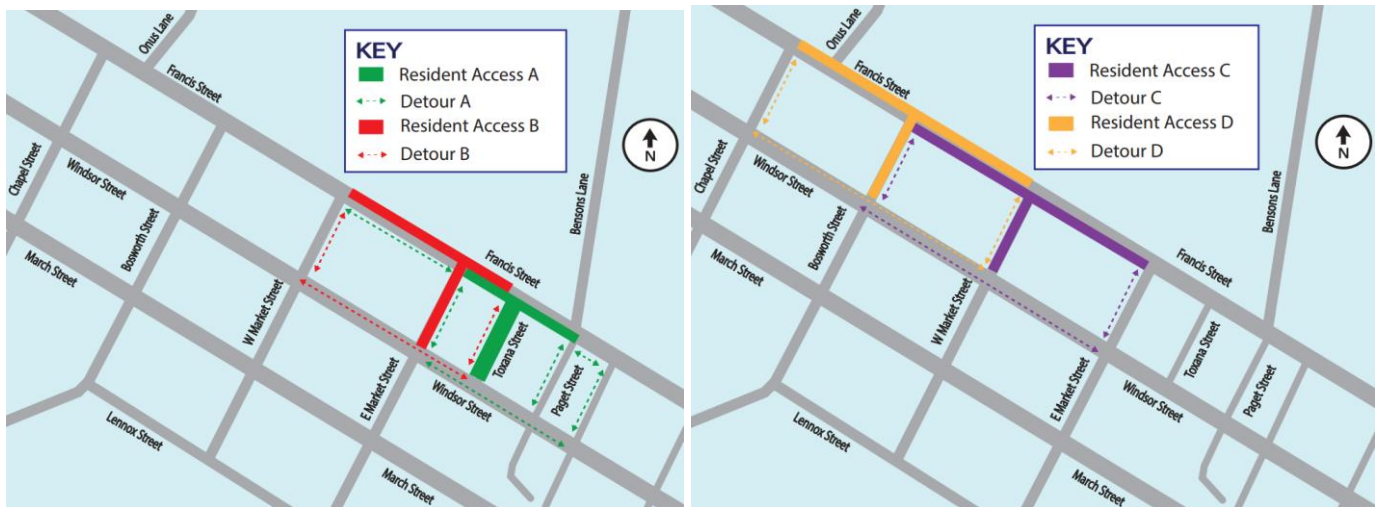 KEY
Resident Access A
Detour A
Resident Access B
Detour B
N
Onus Lane
Francis Street
Chapel Street
Windsor Street
Bosworth Street
March Street
W Market Street
Lennox Street
E Market Street
Francis Street
Bensons Lane
Toxana Street
Windsor Street
Paget Street
March Street
KEY
Resident Access C
Detour C
Resident Access D
Detour D
N
Onus Lane
Francis Street
Chapel Street
Windsor Street
Bosworth Street
March Street
W Market Street
Lennox Street
E Market Street
Francis Street
Bensons Lane
Toxana Street
Windsor Street
Paget Street
March Street